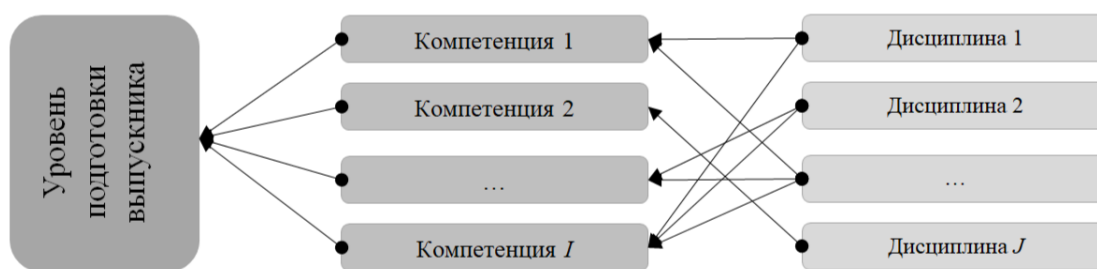 Уровень
подготовки
выпускника
Компетенция 1
Компетенция 2
...
Компетенция I
Дисциплина 1
Дисциплина 2
...
Дисциплина J